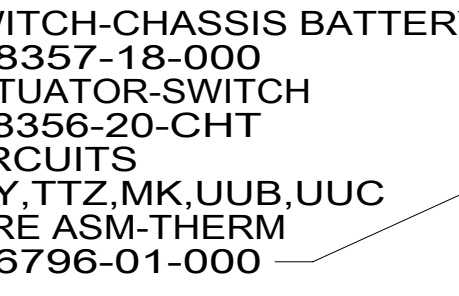 WITCH-CHASSIS BATTERY
8357-18-000
TUATOR-SWITCH
8356-20-CHT
RCUITS
Y,TTZ,MK,UUB,UUC
RE ASM-THERM
6796-01-000